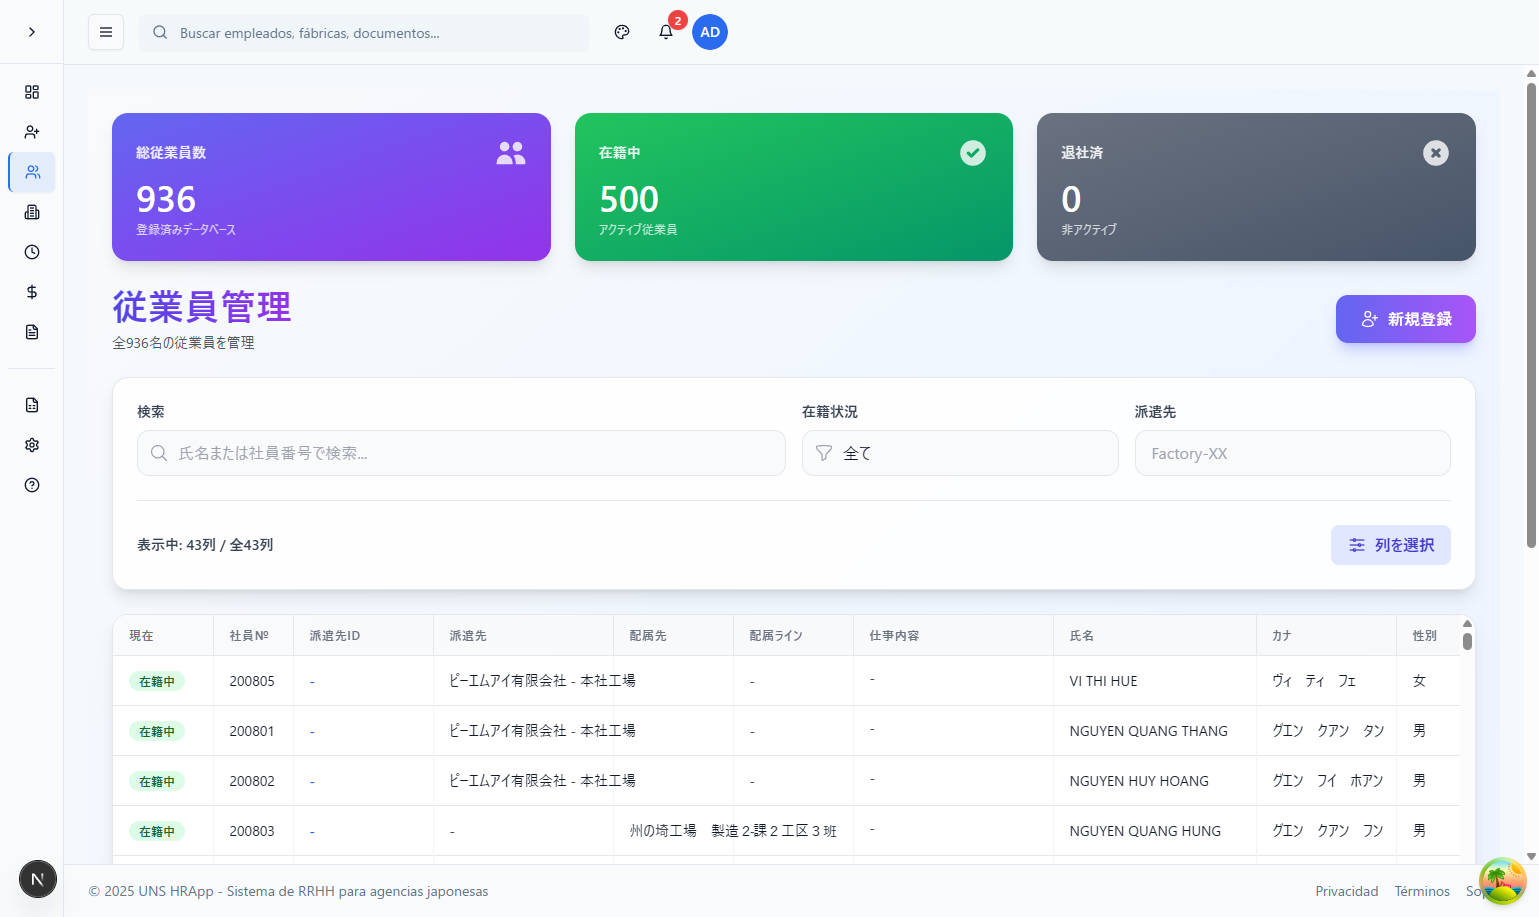 Buscar empleados, fábricas, documentos...
2
AD
総従業員数
936
登録済みデータベース
在籍中
500
アクティブ従業員
退社済
0
非アクティブ
従業員管理
全936名の従業員を管理
新規登録
検索
氏名または社員番号で検索...
在籍状況
全て
派遣先
Factory-XX
表示中: 43列 / 全43列
列を選択
現在 社員№ 派遣先ID 派遣先 配属先 配属ライン 仕事内容 氏名 カナ 性別
在籍中 200805 - ピーエムアイ有限会社 - 本社工場 - - VI THI HUE ヴィ　ティ　フェ 女
在籍中 200801 - ピーエムアイ有限会社 - 本社工場 - - NGUYEN QUANG THANG グエン　クアン　タン 男
在籍中 200802 - ピーエムアイ有限会社 - 本社工場 - - NGUYEN HUY HOANG グエン　フイ　ホアン 男
在籍中 200803 - - 州の埼工場　製造２課２工区３班 - - NGUYEN QUANG HUNG グエン　クアン　フン 男
N
© 2025 UNS HRApp - Sistema de RRHH para agencias japonesas
Privacidad Términos